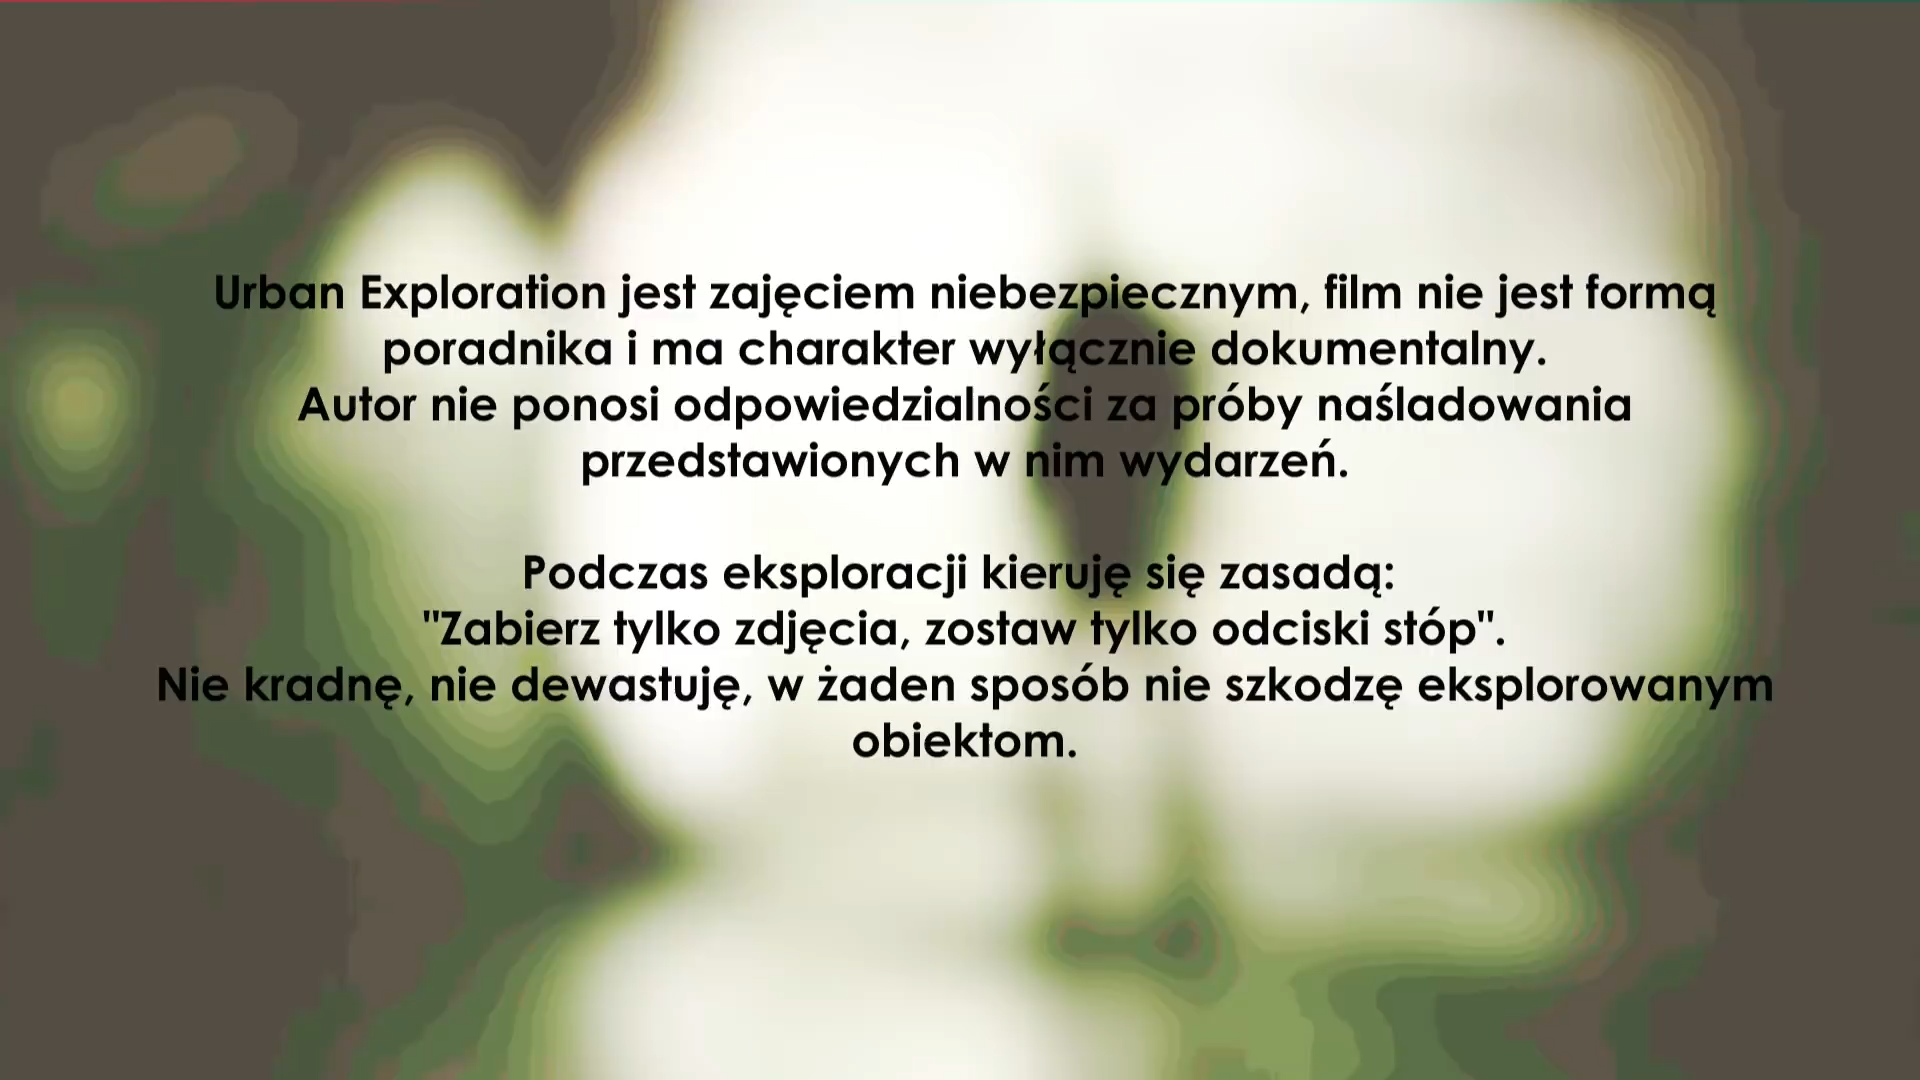 Urban Exploration jest zajęciem niebezpiecznym, film nie jest formą
poradnika i ma charakter wyłącznie dokumentalny.
Autor nie ponosi odpowiedzialności za próby naśladowania
przedstawionych w nim wydarzeń.
Podczas eksploracji kieruję się zasadą:
"Zabierz tylko zdjęcia, zostaw tylko odciski stóp".
Nie kradnę, nie dewastuję, w żaden sposób nie szkodzę eksplorowanym
obiektom.